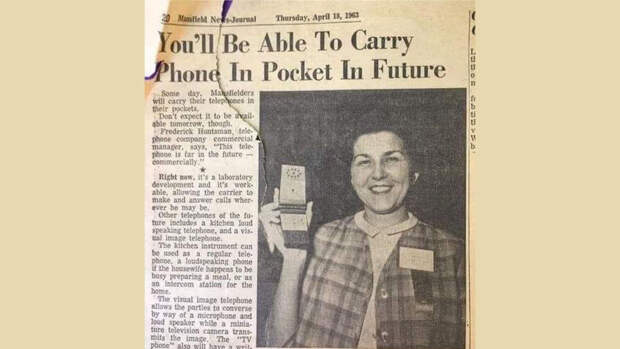 20 Mansfield News-Journal Thursday, April 18, 1963
You'll Be Able To Carry
Phone In Pocket In Future
Some day, Mansfielders
will carry their telephones in
their pockets.
Don't expect it to be avail-
able tomorrow, though.
Frederick Huntsman, tele-
phone company commercial
manager, says, "This tele-
phone is far in the future —
commercially."
Right now, it's a laboratory
development and it's work-
able, allowing the carrier to
make and answer calls wher-
ever he may be.
Other telephones of the fu-
ture includes a kitchen loud
speaking telephone, and a vis-
ual image telephone.
The kitchen instrument can
be used as a regular tele-
phone, a loudspeaking phone
if the housewife happens to be
busy preparing a meal, or as
an intercom station for the
home.
The visual image telephone
allows the parties to converse
by way of a microphone and
loud speaker while a minia-
ture television camera trans-
mits the image. The "TV
phone" also will have a writ-